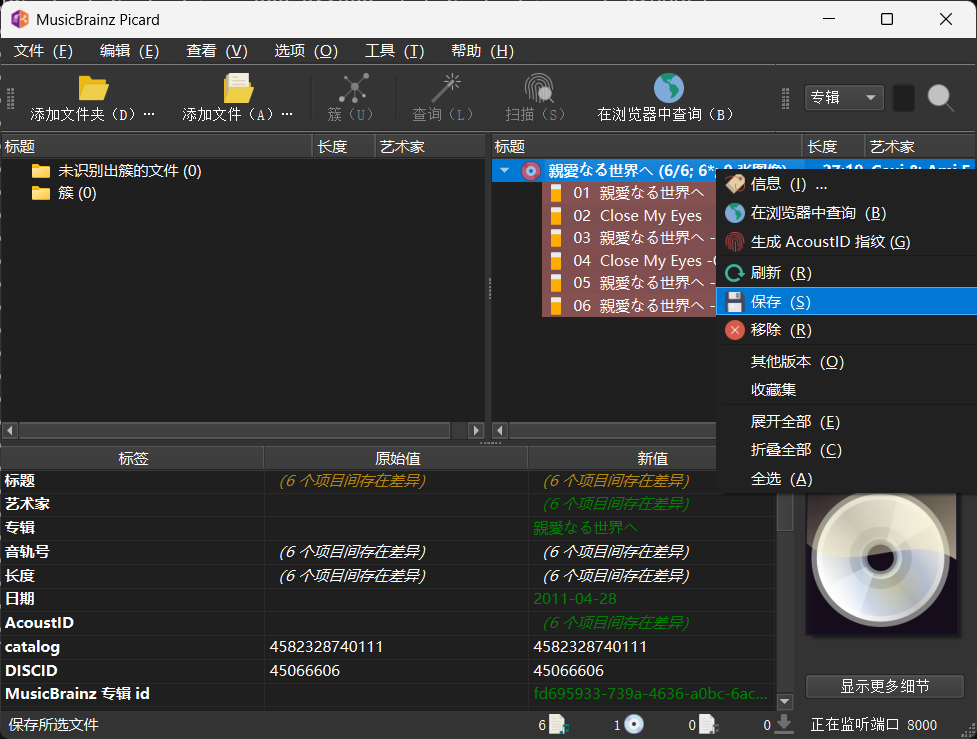 MusicBrainz Picard
文件 (F) 编辑 (E) 查看 (V) 选项 (O) 工具 (T) 帮助 (H)
添加文件夹 (D) … 添加文件 (A) … 簇 (U) 查询 (L) 扫描 (S) 在浏览器中查询 (B) 专辑
标题 长度 艺术家 标题 长度 艺术家
未识别出簇的文件 (0)
簇 (0)
親愛なる世界へ (6/6; 6*;
01 親愛なる世界へ
02 Close My Eyes
03 親愛なる世界へ -
04 Close My Eyes -
05 親愛なる世界へ -
06 親愛なる世界へ -
信息 (I) ...
在浏览器中查询 (B)
生成 AcoustID 指纹 (G)
刷新 (R)
保存 (S)
移除 (R)
其他版本 (O)
收藏集
展开全部 (E)
折叠全部 (C)
全选 (A)
标签 原始值 新值
标题 (6 个项目间存在差异) (6 个项目间存在差异)
艺术家 (6 个项目间存在差异)
专辑 親愛なる世界へ
音轨号 (6 个项目间存在差异) (6 个项目间存在差异)
长度 (6 个项目间存在差异) (6 个项目间存在差异)
日期 2011-04-28
AcoustID (6 个项目间存在差异)
catalog 4582328740111 4582328740111
DISCID 45066606 45066606
MusicBrainz 专辑 id fd695933-739a-4636-a0bc-6ac...
显示更多细节
保存所选文件 6 1 0 0 正在监听端口 8000